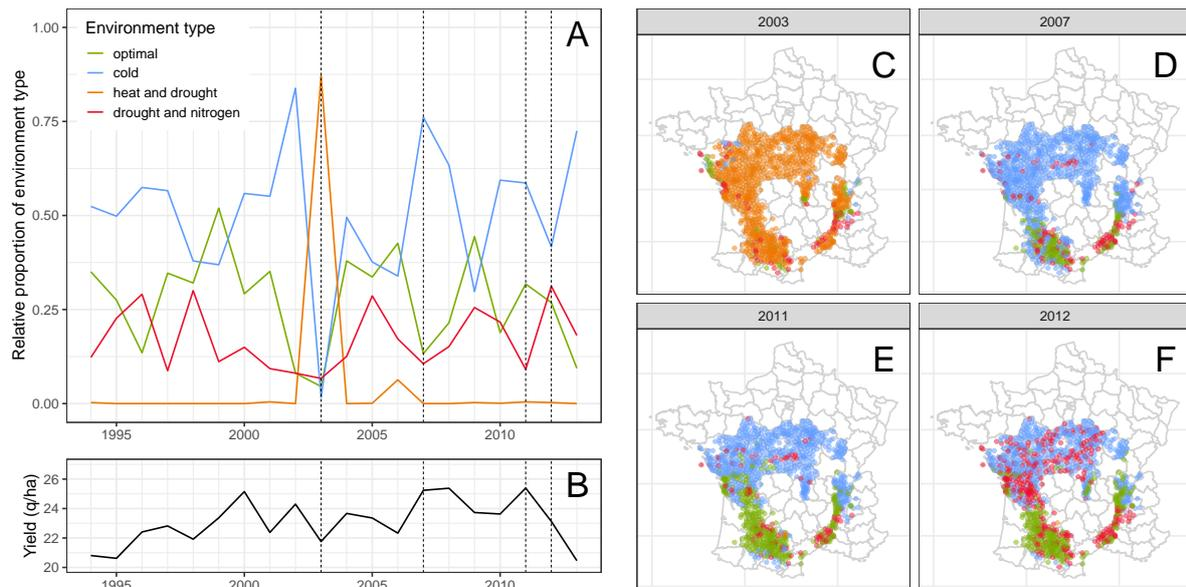 Environment type
optimal
cold
heat and drought
drought and nitrogen
A
Relative proportion of environment type
1.00
0.75
0.50
0.25
0.00
1995
2000
2005
2010
B
Yield (q/ha)
26
24
22
20
1995
2000
2005
2010
2003
C
2007
D
2011
E
2012
F